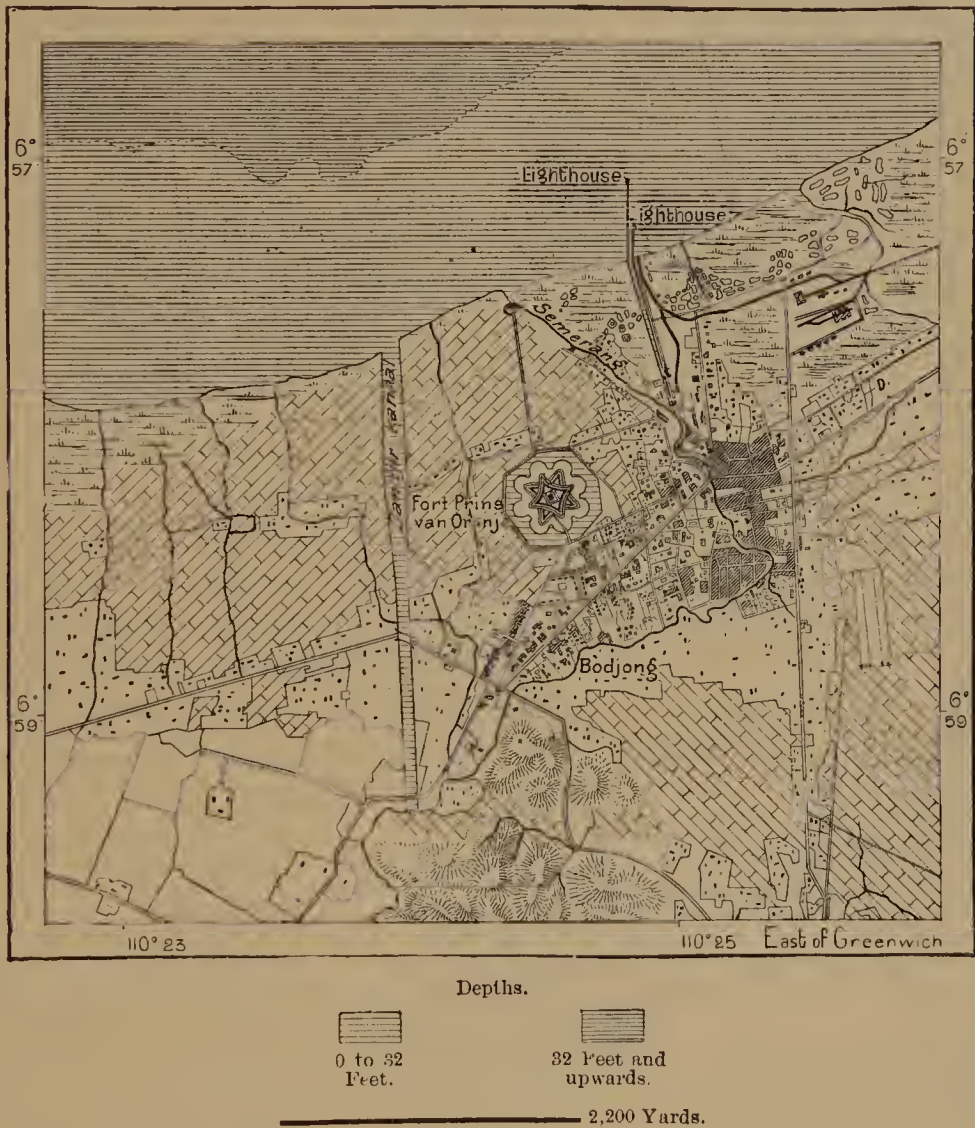 6°
57
6°
57
Lighthouse
Lighthouse
Semerang
Fort Prins
van Oranj
Bodjong
D
6°
59
6°
59
110° 23
110° 25
East of Greenwich
Depths.
0 to 32
Feet.
32 Feet and
upwards.
2,200 Yards.